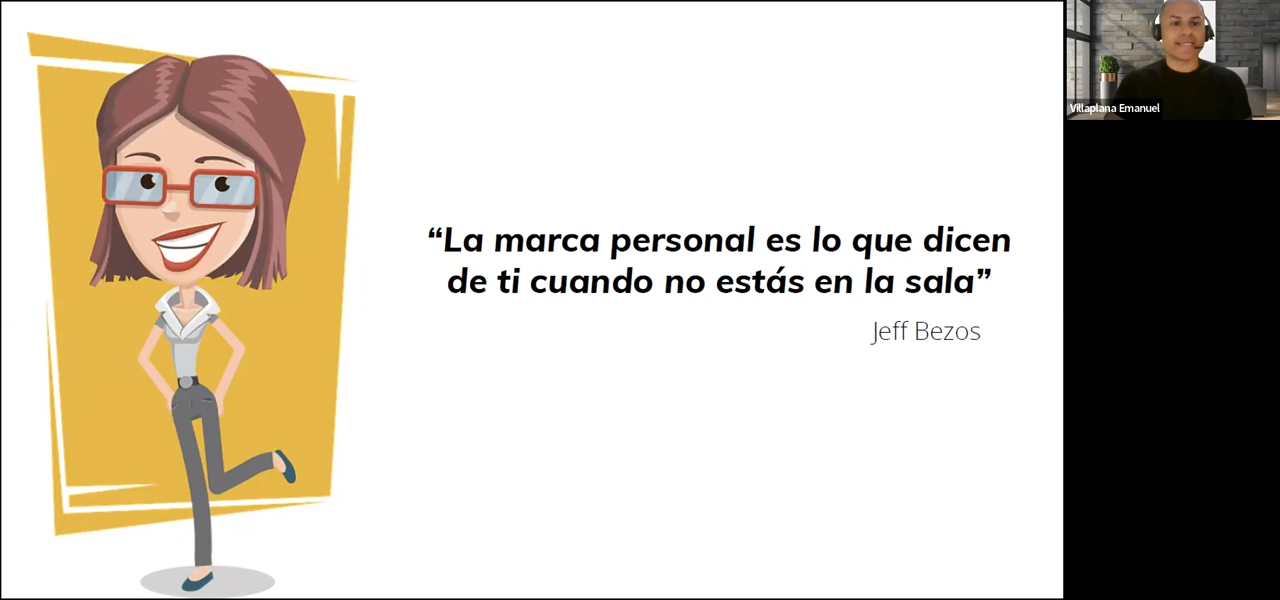 “La marca personal es lo que dicen
de ti cuando no estás en la sala”
Jeff Bezos
Villaplana Emanuel